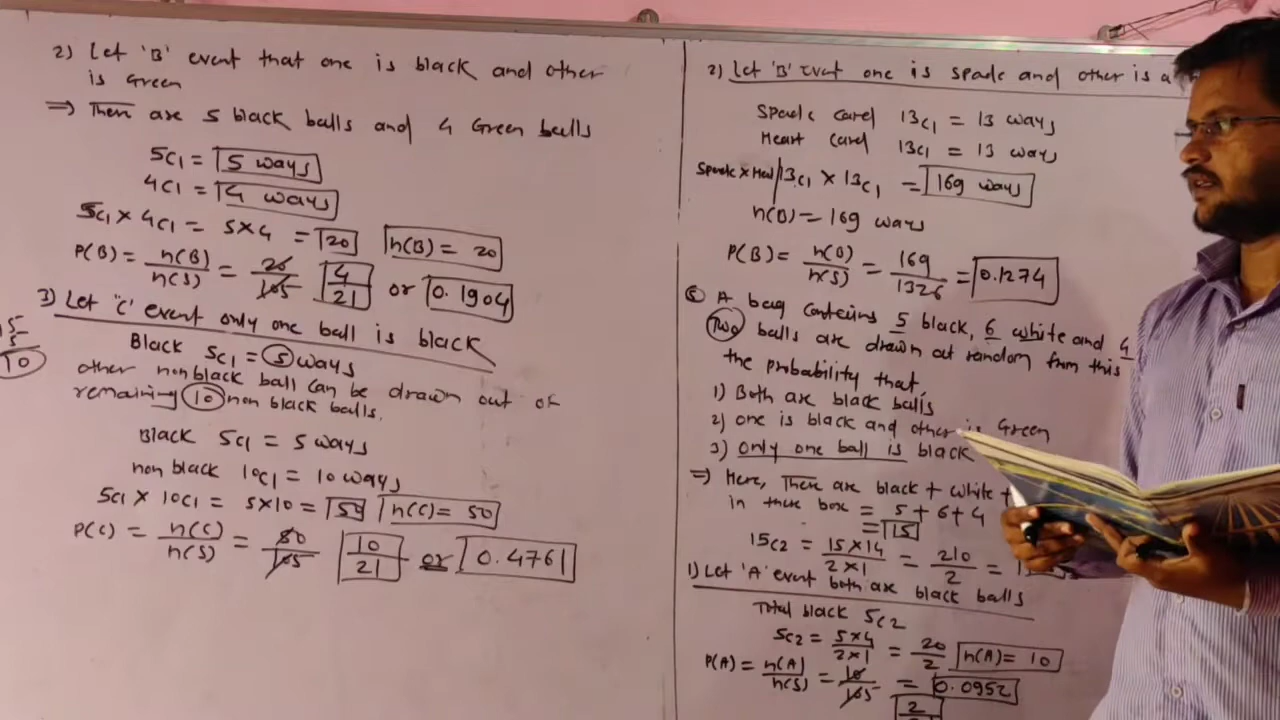 2) Let 'B' event that one is black and other
is Green
⇒ There are 5 black balls and 4 Green balls
5C1 = 5 ways
4C1 = 4 ways
5C1 × 4C1 = 5×4 = 20 n(B) = 20
P(B) = n(B)/n(S) = 20/105 4/21 or 0.1904
3) Let 'C' event only one ball is black
10
Black 5C1 = 5 ways
other non black ball can be drawn out of
remaining 10 non black balls.
Black 5C1 = 5 ways
non black 10C1 = 10 ways
5C1 × 10C1 = 5×10 = 50 n(C) = 50
P(C) = n(C)/n(S) = 50/105 10/21 or 0.4761
2) Let 'B' Event one is spade and other is a
Spade Card 13C1 = 13 ways
Heart Card 13C1 = 13 ways
13C1 × 13C1 = 169 ways
n(B) = 169 ways
P(B) = n(B)/n(S) = 169/1326 = 0.1274
⑤ A bag contains 5 black, 6 white and 4
Two balls are drawn at random from this
the probability that,
1) Both are black balls
2) one is black and other is Green
3) Only one ball is black
⇒ Here, There are black + white +
in there box = 5 + 6 + 4
= 15
15C2 = 15×14/2×1 = 210/2 =
1) Let 'A' event both are black balls
Total black 5C2
5C2 = 5×4/2×1 = 20/2 n(A) = 10
P(A) = n(A)/n(S) = 10/105 = 0.0952
2